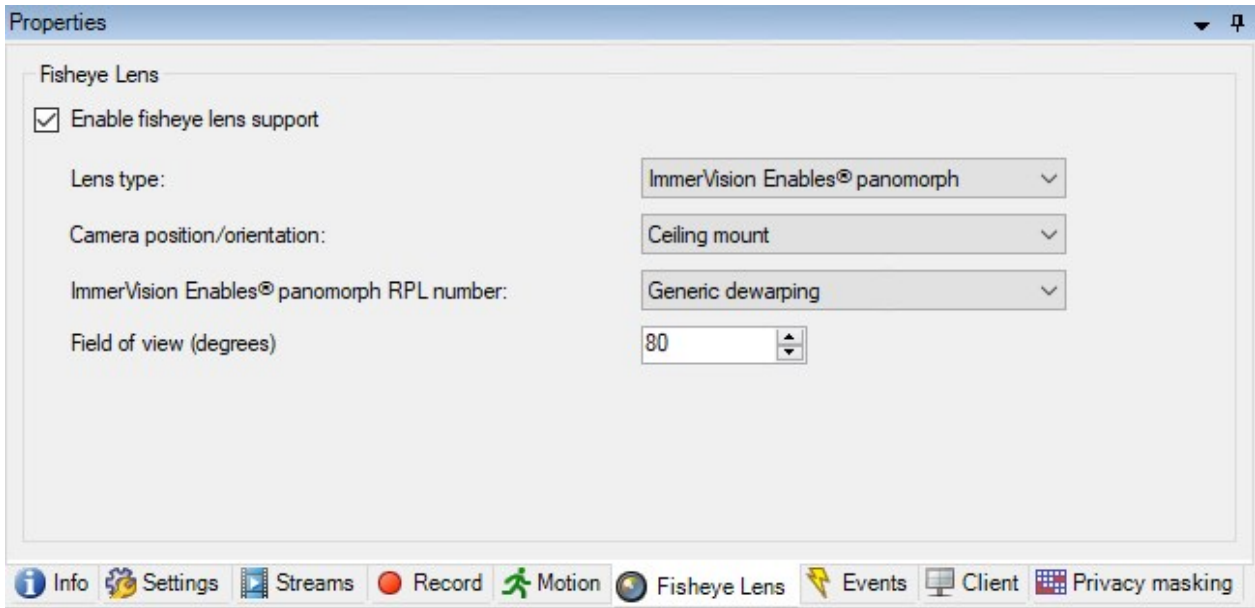 Properties
Fisheye Lens
Enable fisheye lens support
Lens type: ImmerVision Enables® panomorph
Camera position/orientation: Ceiling mount
ImmerVision Enables® panomorph RPL number: Generic dewarping
Field of view (degrees) 80
Info Settings Streams Record Motion Fisheye Lens Events Client Privacy masking